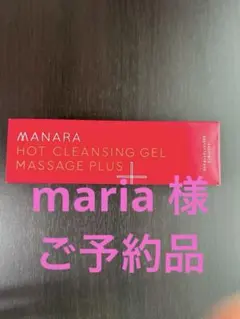 MANARA
HOT CLEANSING GEL
MASSAGE PLUS
maria 様
ご予約品